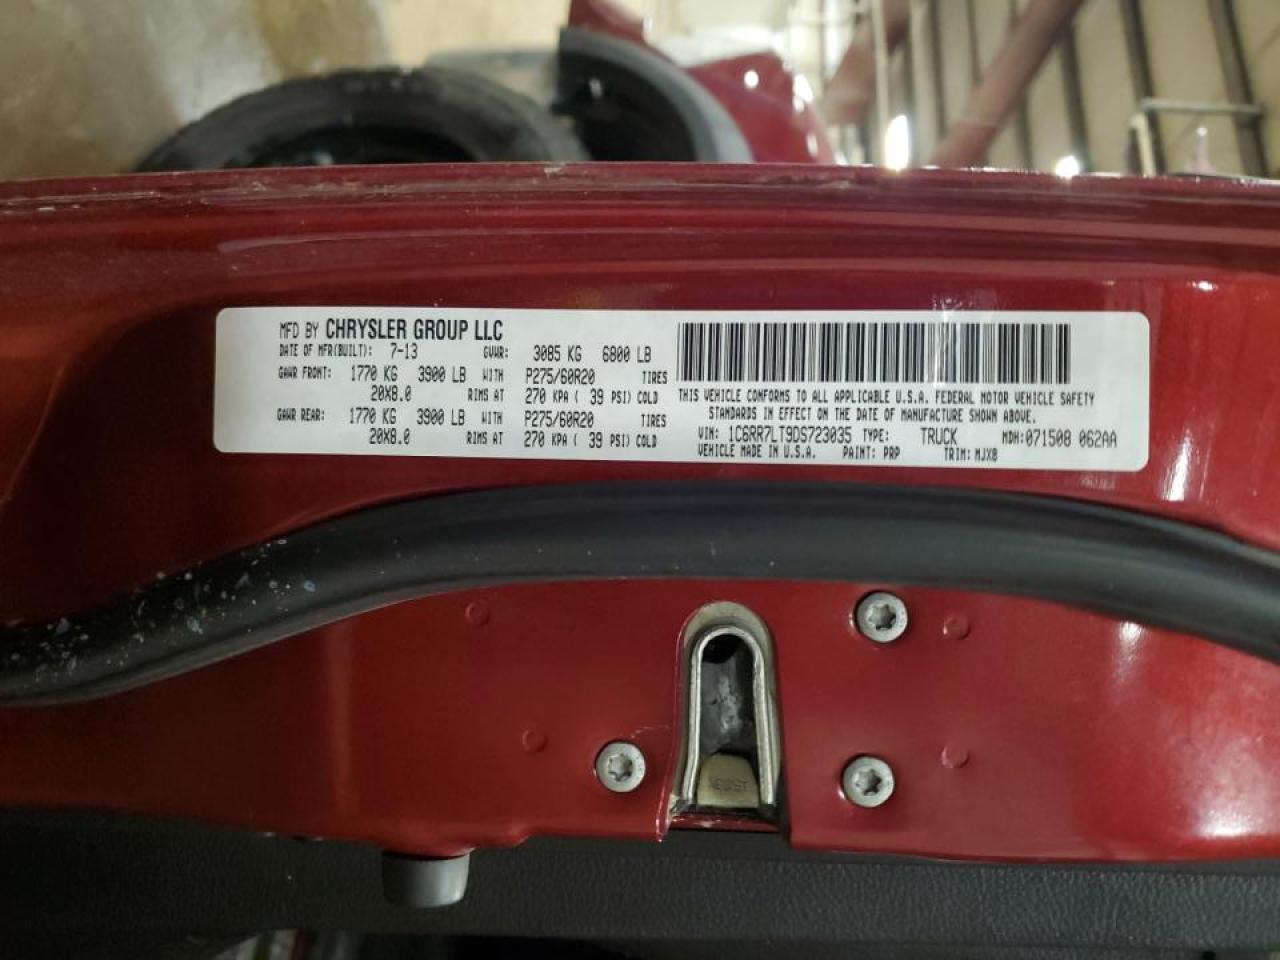 MFD BY CHRYSLER GROUP LLC
DATE OF MFR(BUILT): 7-13 GVWR: 3085 KG 6800 LB
GAWR FRONT: 1770 KG 3900 LB WITH P275/60R20 TIRES
20X8.0 RIMS AT 270 KPA ( 39 PSI) COLD
GAWR REAR: 1770 KG 3900 LB WITH P275/60R20 TIRES
20X8.0 RIMS AT 270 KPA ( 39 PSI) COLD
THIS VEHICLE CONFORMS TO ALL APPLICABLE U.S.A. FEDERAL MOTOR VEHICLE SAFETY
STANDARDS IN EFFECT ON THE DATE OF MANUFACTURE SHOWN ABOVE.
VIN: 1C6RR7LT9DS723035 TYPE: TRUCK MDH:071508 062AA
VEHICLE MADE IN U.S.A. PAINT: PRP TRIM: MJX8